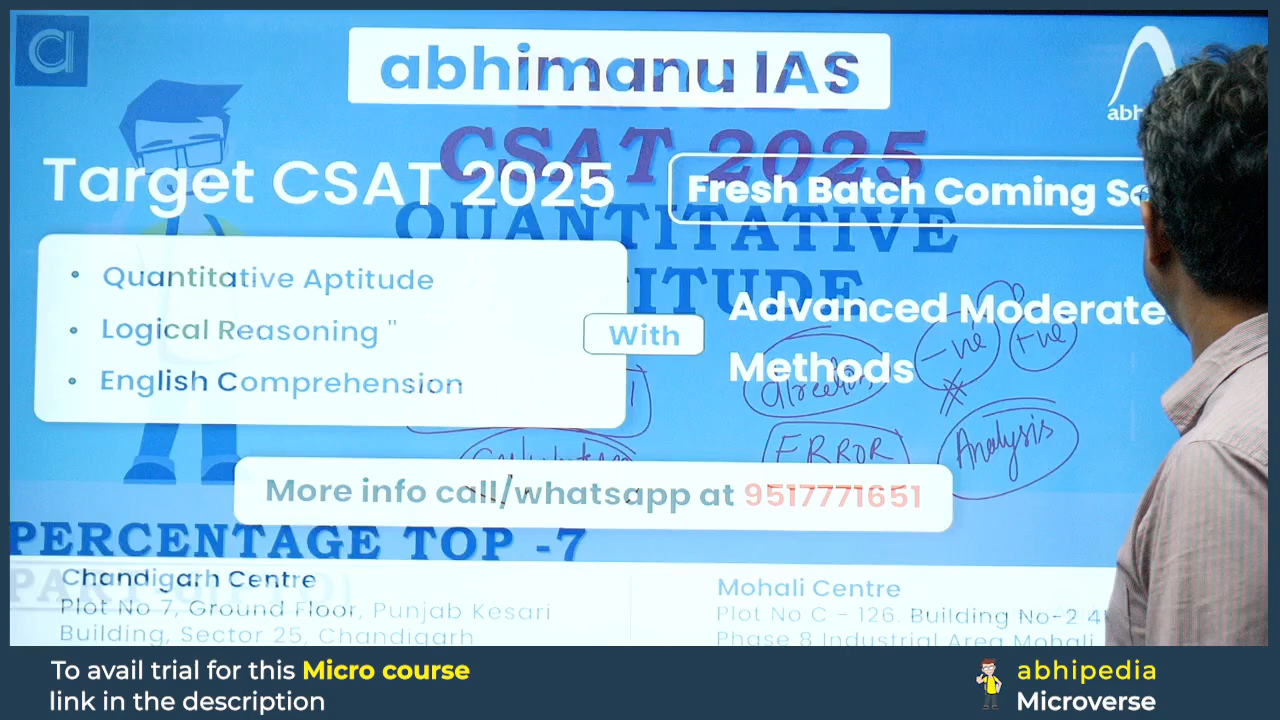 abhimanu IAS
CSAT 2025
Target CSAT 2025
Fresh Batch Coming
QUANTITATIVE
• Quantitative Aptitude
• Logical Reasoning "
• English Comprehension
With
Advanced Moderate
Methods
-ve
+ve
ERROR
Analysis
More info call/whatsapp at 9517771651
PERCENTAGE TOP -7
Chandigarh Centre
Plot No 7, Ground Floor, Punjab Kesari
Building, Sector 25, Chandigarh
Mohali Centre
Plot No C - 126. Building No-2
Phase 8 Industrial Area Mohali
To avail trial for this Micro course
link in the description
abhipedia
Microverse